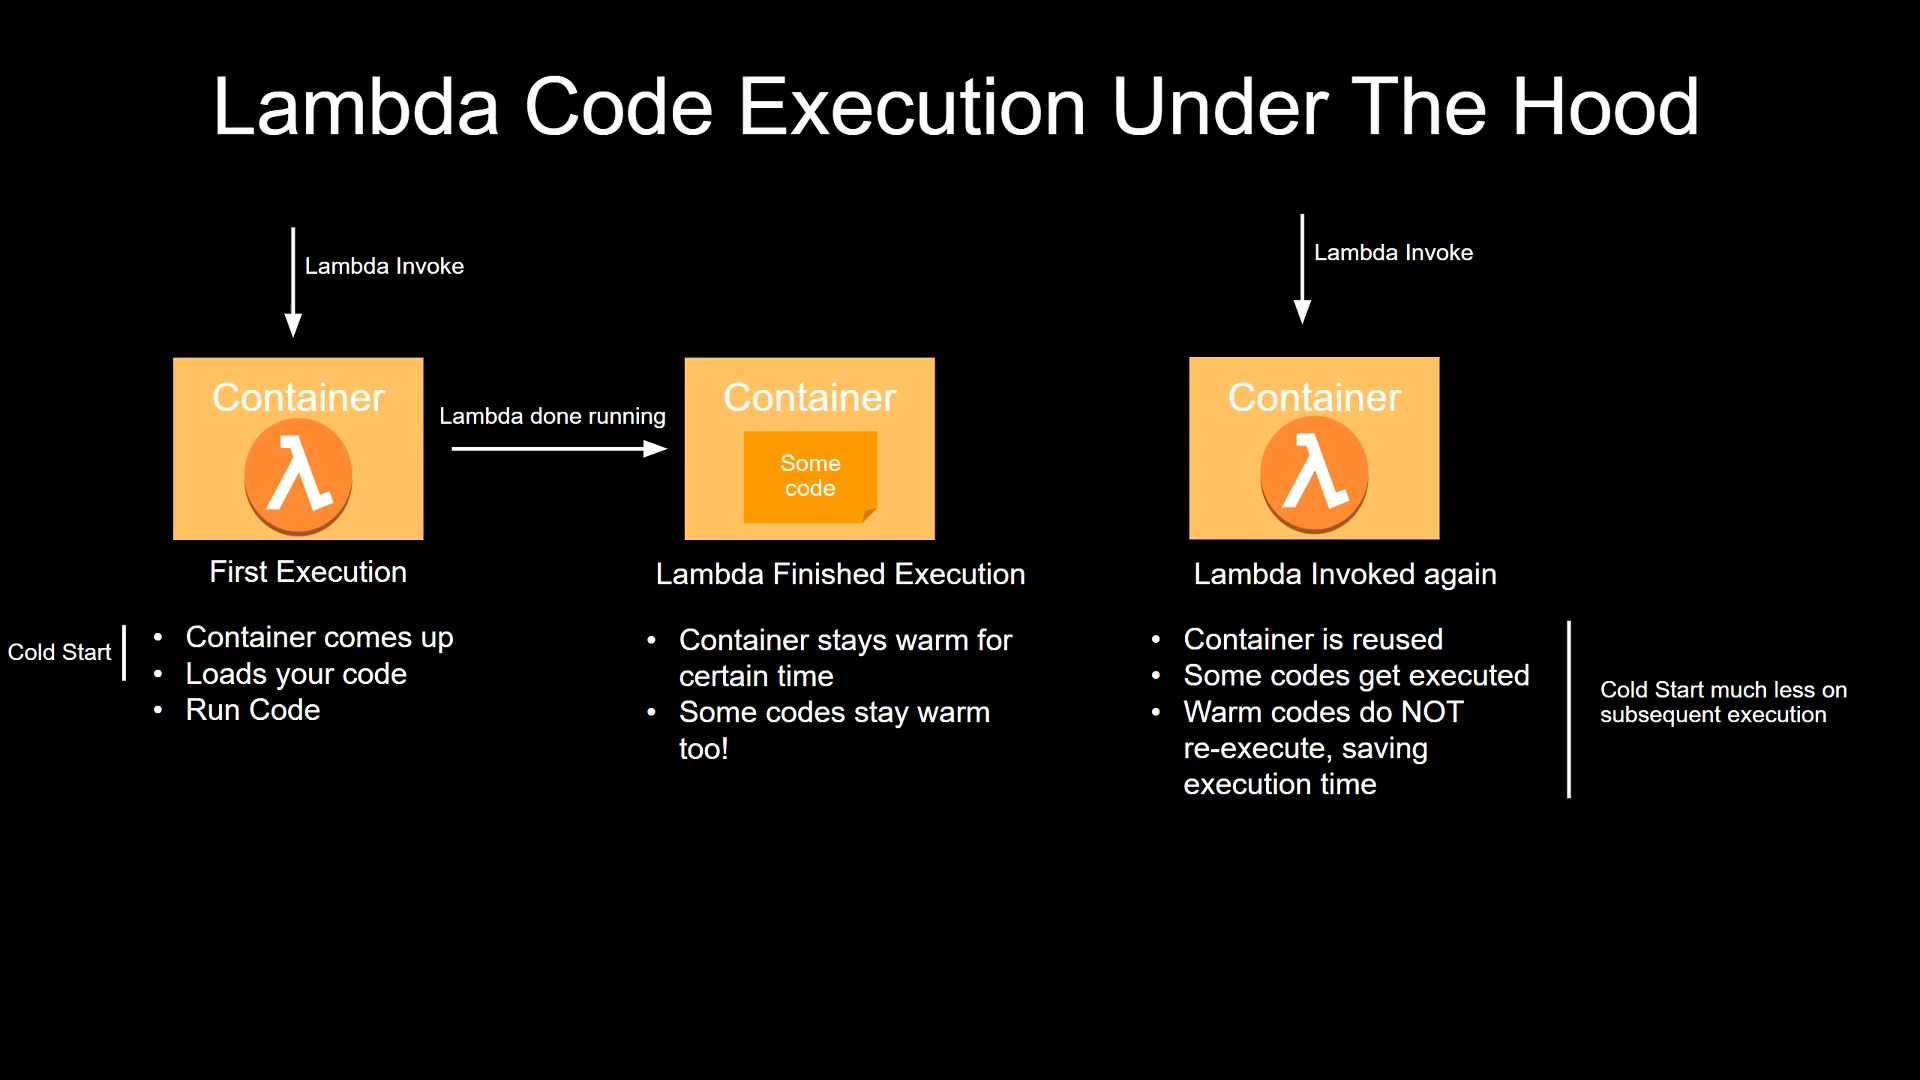 Lambda Code Execution Under The Hood
Lambda Invoke
Lambda Invoke
Container
λ
Lambda done running
Container
Some
code
Container
λ
First Execution
Lambda Finished Execution
Lambda Invoked again
Cold Start
• Container comes up
• Loads your code
• Run Code
• Container stays warm for
certain time
• Some codes stay warm
too!
• Container is reused
• Some codes get executed
• Warm codes do NOT
re-execute, saving
execution time
Cold Start much less on
subsequent execution